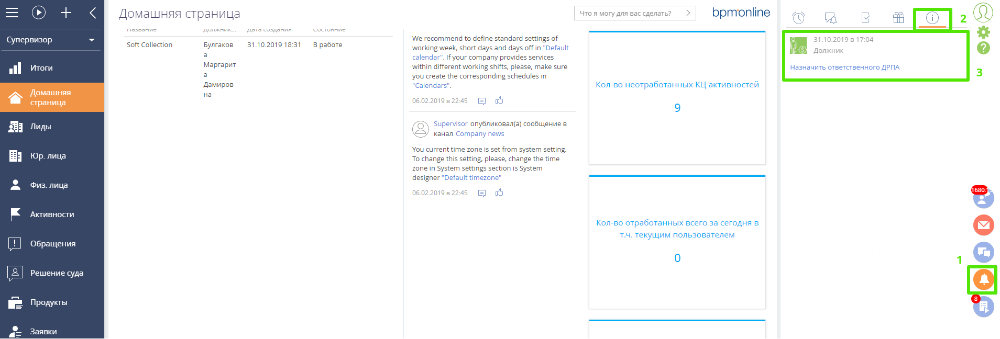 Супервизор
Итоги
Домашняя
страница
Лиды
Юр. лица
Физ. лица
Активности
Обращения
Решение суда
Продукты
Заявки
Домашняя страница
Что я могу для вас сделать?
bpm'online
Название
Должник...
Дата создания
Состояние
Soft Collection
Булгаков
а
Маргарит
а
Дамиров
на
31.10.2019 18:31
В работе
We recommend to define standard settings of
working week, short days and days off in "Default
calendar". If your company provides services
within different working shifts, please, make sure
you create the corresponding schedules in
"Calendars".
06.02.2019 в 22:45
Supervisor опубликовал(а) сообщение в
канал Company news
You current time zone is set from system setting.
To change this setting, please, change the time
zone in System settings section is System
designer "Default timezone"
06.02.2019 в 22:45
Кол-во неотработанных КЦ активностей
9
Кол-во отработанных всего за сегодня в
т.ч. текущим пользователем
0
2
31.10.2019 в 17:04
Должник
Назначить ответственного ДРПА
3
1
8